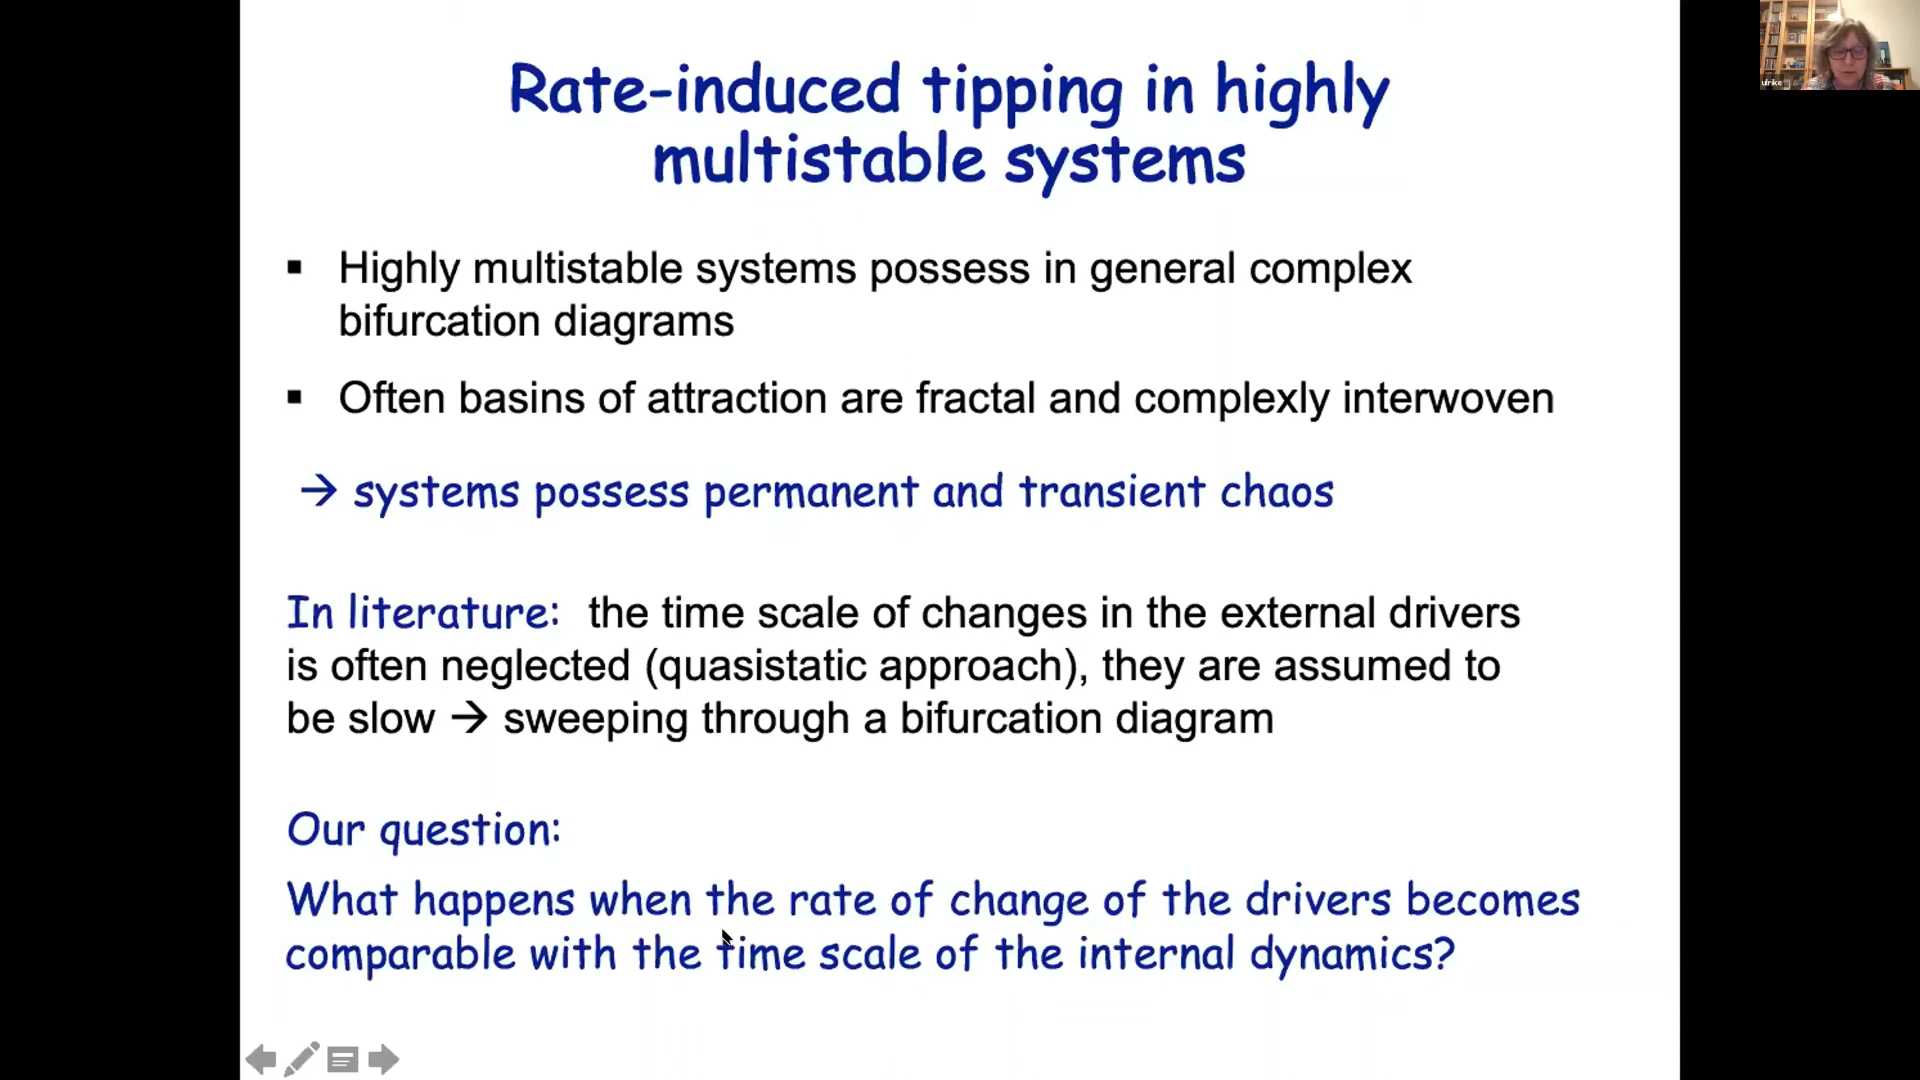 Rate-induced tipping in highly
multistable systems
▪ Highly multistable systems possess in general complex
bifurcation diagrams
▪ Often basins of attraction are fractal and complexly interwoven
→ systems possess permanent and transient chaos
In literature: the time scale of changes in the external drivers
is often neglected (quasistatic approach), they are assumed to
be slow → sweeping through a bifurcation diagram
Our question:
What happens when the rate of change of the drivers becomes
comparable with the time scale of the internal dynamics?
ulrike